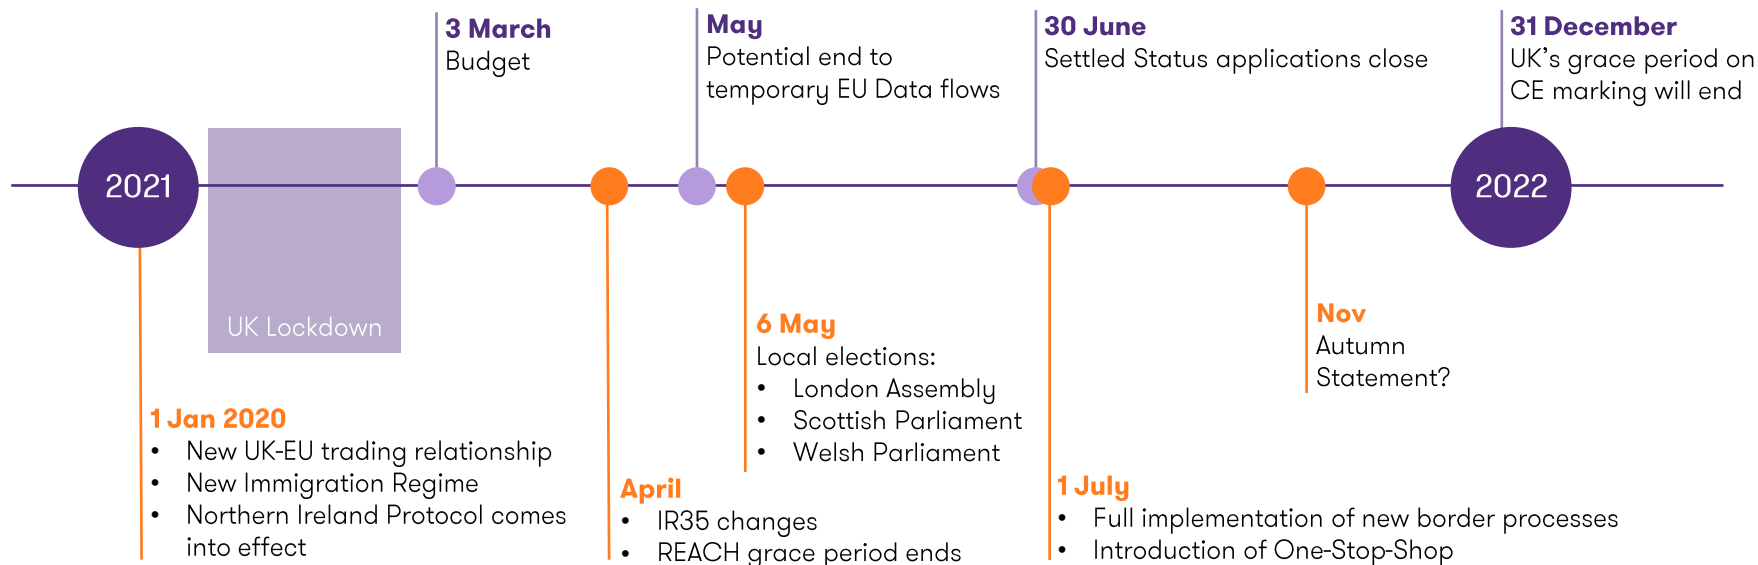 3 March
Budget
May
Potential end to
temporary EU Data flows
30 June
Settled Status applications close
31 December
UK's grace period on
CE marking will end
2021
2022
UK Lockdown
1 Jan 2020
• New UK-EU trading relationship
• New Immigration Regime
• Northern Ireland Protocol comes
into effect
April
• IR35 changes
• REACH grace period ends
6 May
Local elections:
• London Assembly
• Scottish Parliament
• Welsh Parliament
1 July
• Full implementation of new border processes
• Introduction of One-Stop-Shop
Nov
Autumn
Statement?